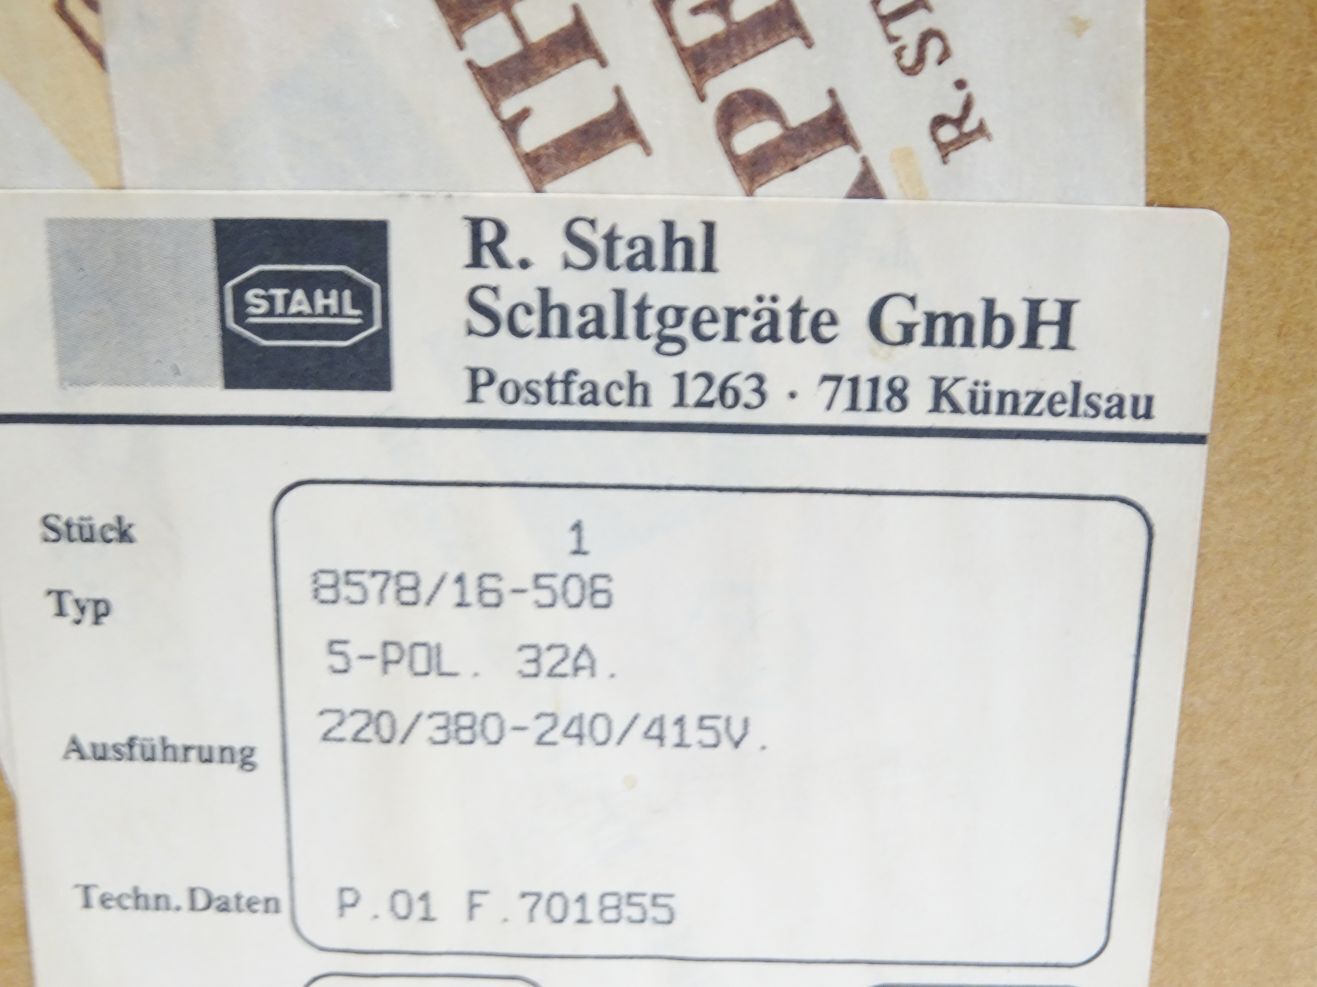 R. ST
STAHL
R. Stahl
Schaltgeräte GmbH
Postfach 1263 · 7118 Künzelsau
Stück 1
Typ 8578/16-506
5-POL. 32A.
Ausführung 220/380-240/415V.
Techn. Daten P.01 F.701855